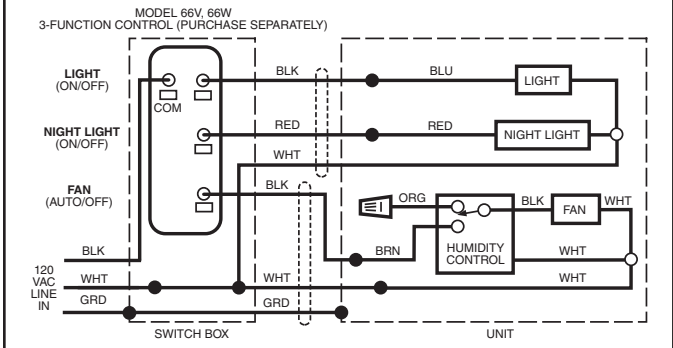 MODEL 66V, 66W
3-FUNCTION CONTROL (PURCHASE SEPARATELY)
LIGHT
(ON/OFF)
COM
BLK
BLU
LIGHT
NIGHT LIGHT
(ON/OFF)
RED
RED
NIGHT LIGHT
WHT
FAN
(AUTO/OFF)
BLK
ORG
BLK
FAN
WHT
BRN
HUMIDITY
CONTROL
WHT
BLK
120
VAC
LINE
IN
WHT
WHT
WHT
GRD
GRD
SWITCH BOX
UNIT